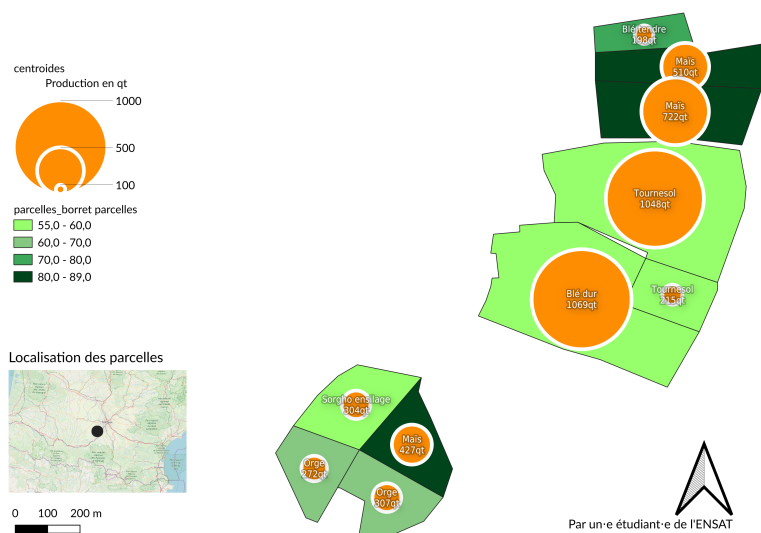 centroides
Production en qt
1000
500
100
parcelles_borret parcelles
55,0 - 60,0
60,0 - 70,0
70,0 - 80,0
80,0 - 89,0
Localisation des parcelles
0 100 200 m
Blé tendre
198qt
Maïs
510qt
Maïs
722qt
Tournesol
1048qt
Tournesol
215qt
Blé dur
1069qt
Sorgho ensilage
304qt
Maïs
427qt
Orge
272qt
Orge
307qt
Par un·e étudiant·e de l'ENSAT